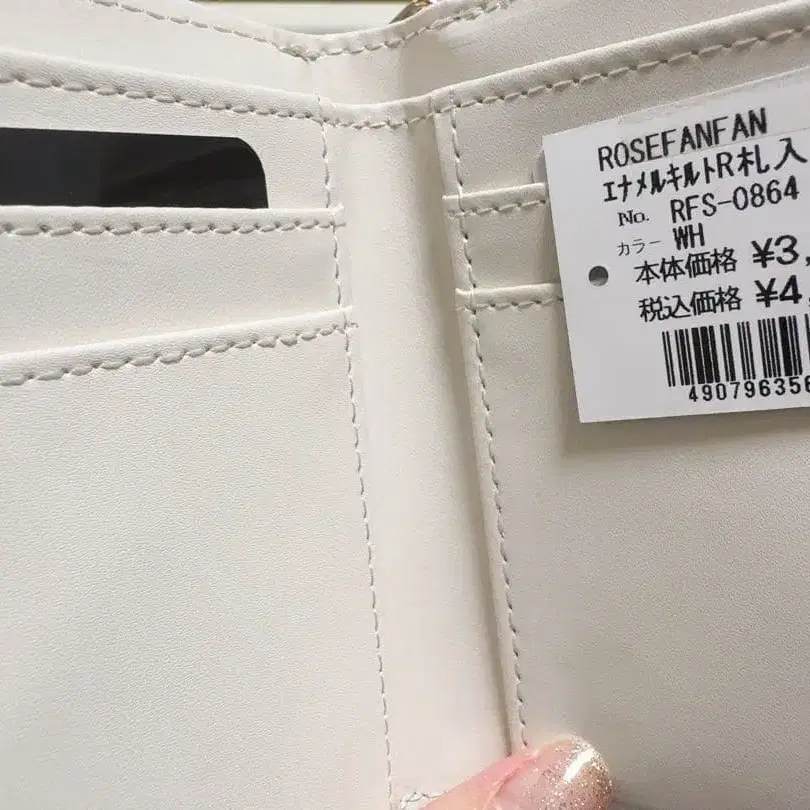 ROSEFANFAN
ｴﾅﾒﾙｷﾙﾄR札入
No. RFS-0864
カラー WH
本体価格 ¥3,
税込価格 ¥4,
490796356